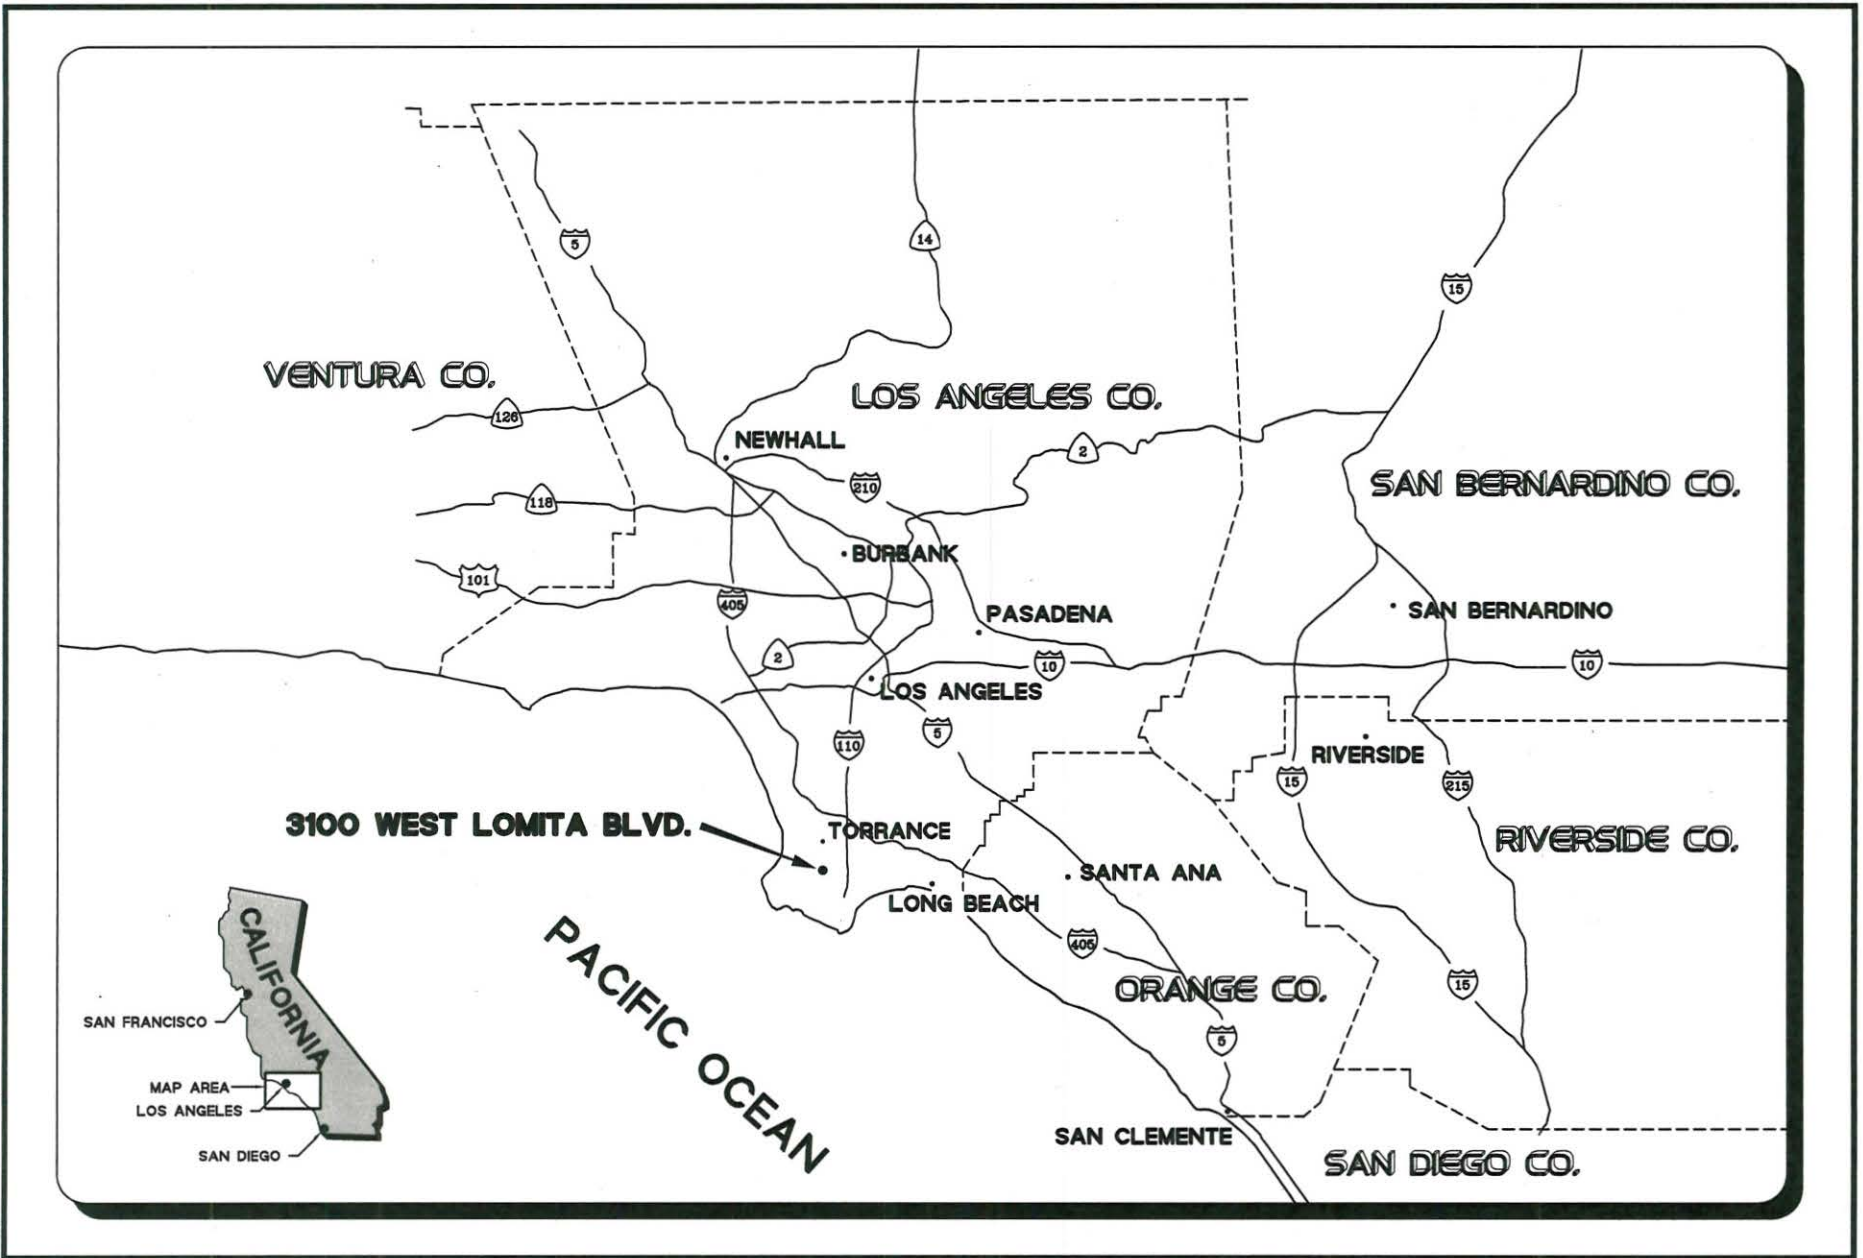 14
5
15
VENTURA CO.
LOS ANGELES CO.
126
NEWHALL
2
210
SAN BERNARDINO CO.
118
BURBANK
101
405
PASADENA
SAN BERNARDINO
2
10
10
LOS ANGELES
5
110
RIVERSIDE
15
215
3100 WEST LOMITA BLVD.
TORRANCE
RIVERSIDE CO.
SANTA ANA
LONG BEACH
405
CALIFORNIA
PACIFIC OCEAN
ORANGE CO.
15
SAN FRANCISCO
5
MAP AREA
LOS ANGELES
SAN CLEMENTE
SAN DIEGO
SAN DIEGO CO.